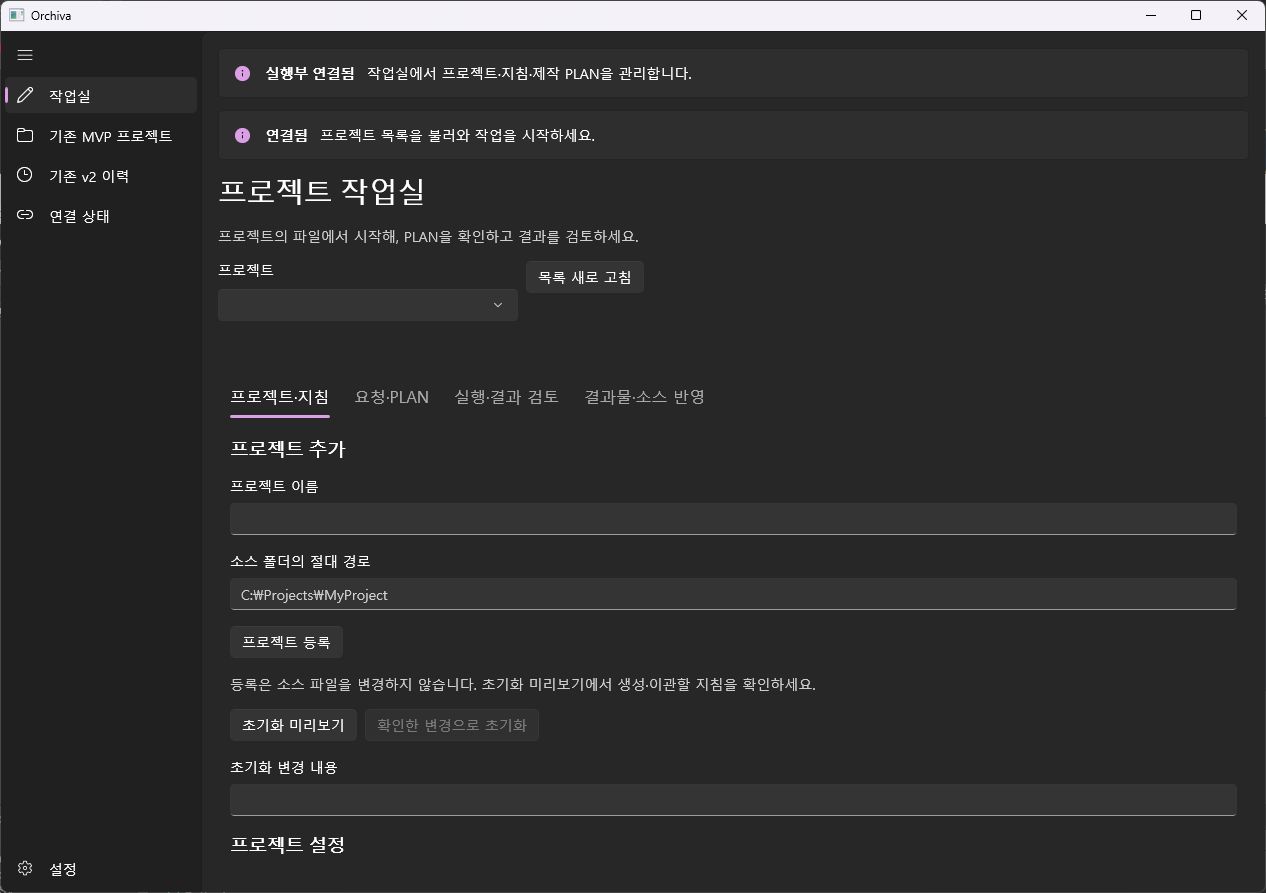 Orchiva
작업실
기존 MVP 프로젝트
기존 v2 이력
연결 상태
설정
실행부 연결됨 작업실에서 프로젝트·지침·제작 PLAN을 관리합니다.
연결됨 프로젝트 목록을 불러와 작업을 시작하세요.
프로젝트 작업실
프로젝트의 파일에서 시작해, PLAN을 확인하고 결과를 검토하세요.
프로젝트
목록 새로 고침
프로젝트·지침 요청·PLAN 실행·결과 검토 결과물·소스 반영
프로젝트 추가
프로젝트 이름
소스 폴더의 절대 경로
C:₩Projects₩MyProject
프로젝트 등록
등록은 소스 파일을 변경하지 않습니다. 초기화 미리보기에서 생성·이관할 지침을 확인하세요.
초기화 미리보기 확인한 변경으로 초기화
초기화 변경 내용
프로젝트 설정